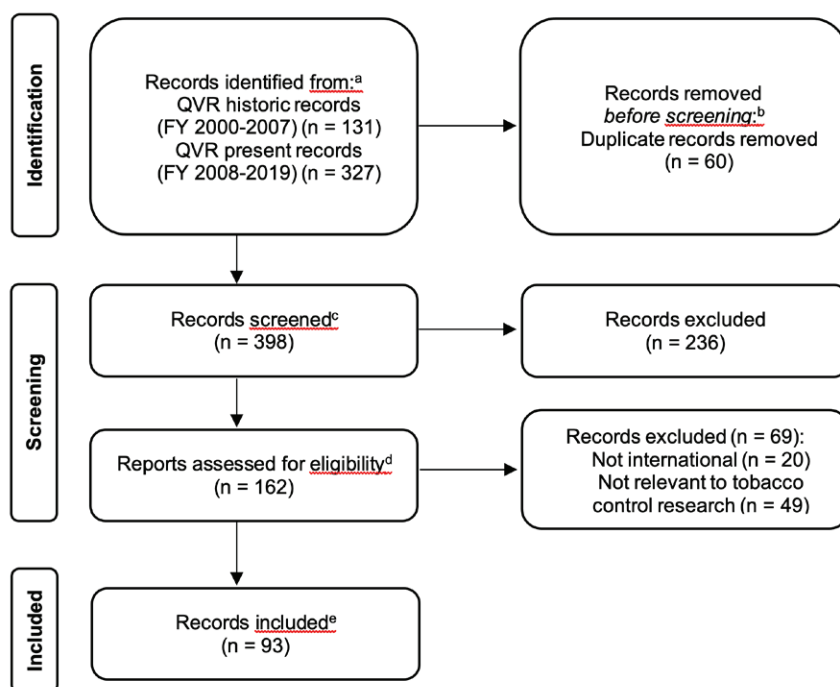 Identification
Records identified from:a
QVR historic records
(FY 2000-2007) (n = 131)
QVR present records
(FY 2008-2019) (n = 327)
Records removed
before screening:b
Duplicate records removed
(n = 60)
Screening
Records screenedc
(n = 398)
Records excluded
(n = 236)
Reports assessed for eligibilityd
(n = 162)
Records excluded (n = 69):
Not international (n = 20)
Not relevant to tobacco
control research (n = 49)
Included
Records includede
(n = 93)